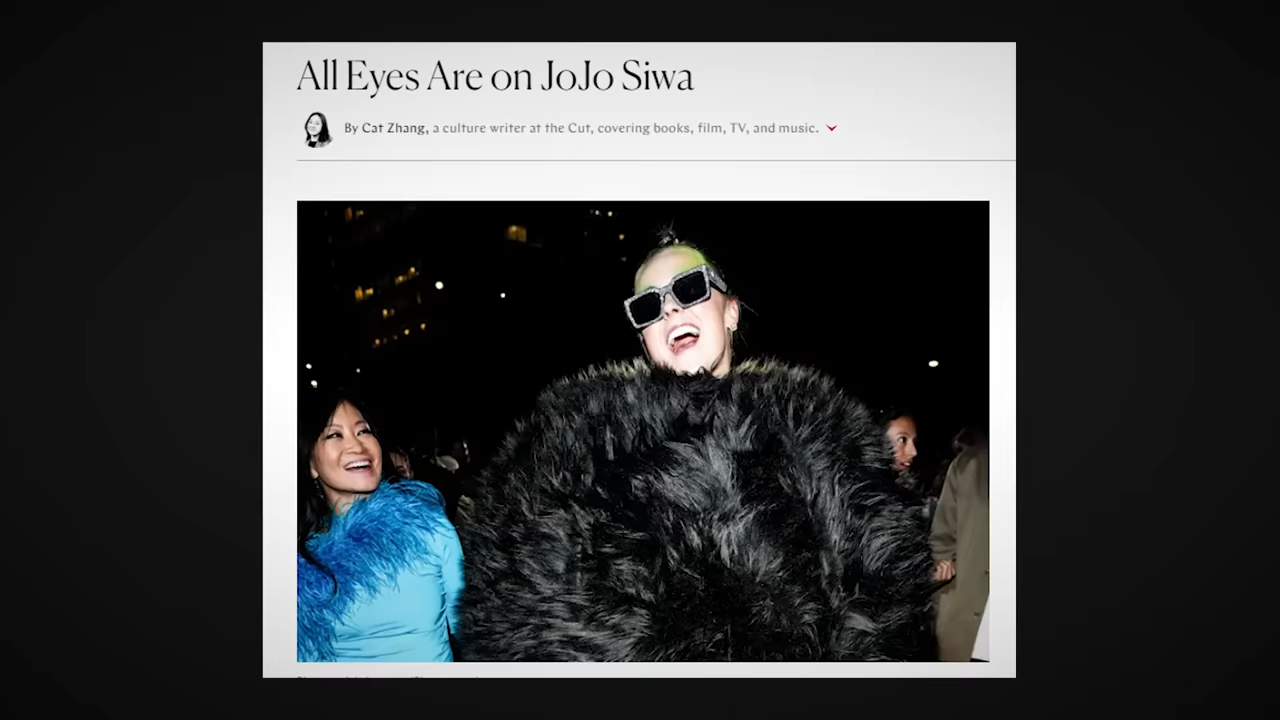 All Eyes Are on JoJo Siwa
By Cat Zhang, a culture writer at the Cut, covering books, film, TV, and music.